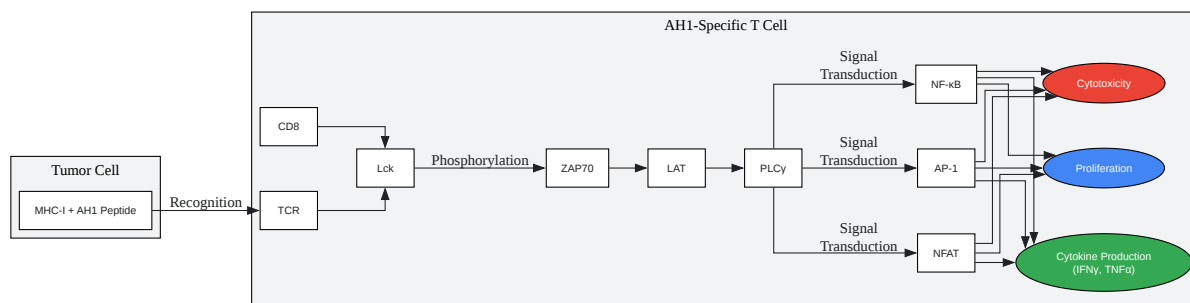 AH1-Specific T Cell
Tumor Cell
MHC-I + AH1 Peptide
Recognition
CD8
TCR
Lck
Phosphorylation
ZAP70
LAT
PLCγ
Signal
Transduction
Signal
Transduction
Signal
Transduction
NF-κB
AP-1
NFAT
Cytotoxicity
Proliferation
Cytokine Production
(IFNγ, TNFα)